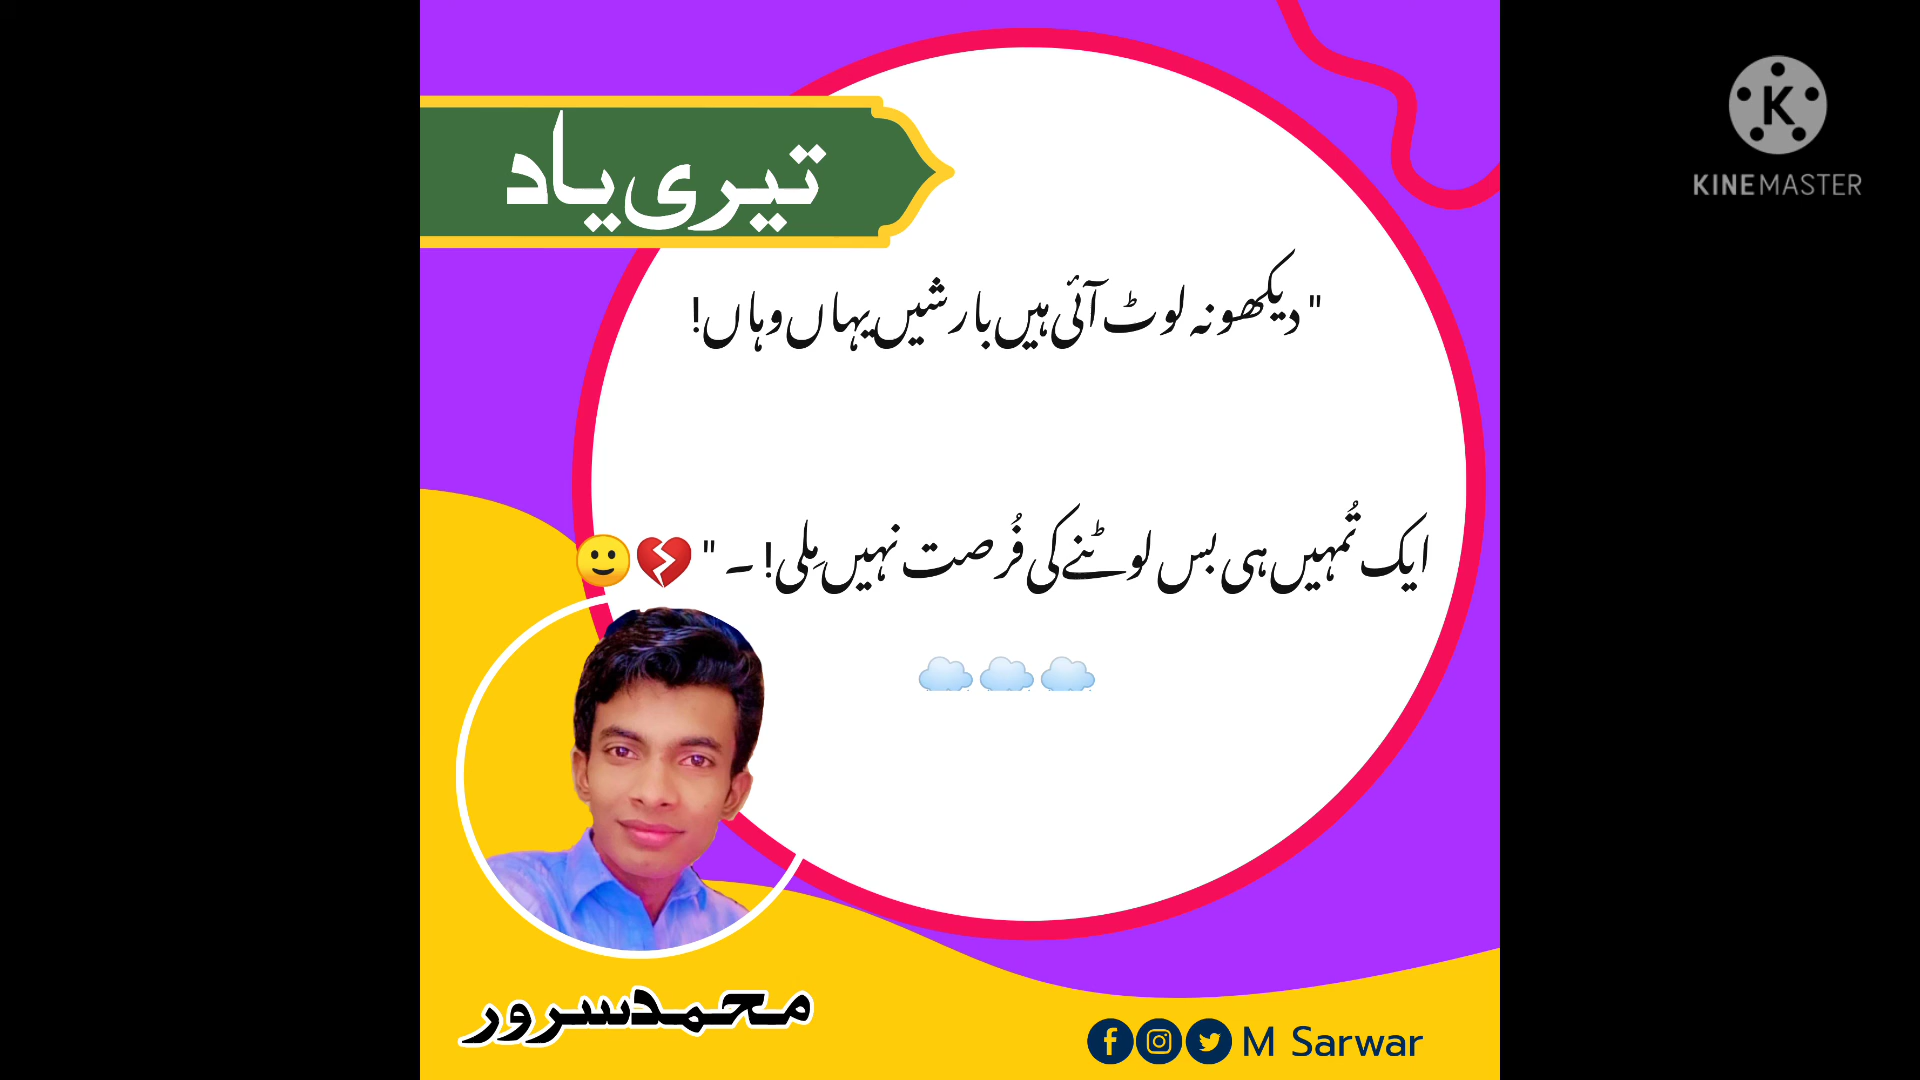 تیری یاد
" دیکھو نہ لوٹ آئی ہیں بارشیں یہاں وہاں!
ایک تُمہیں ہی بس لوٹنے کی فُرصت نہیں مِلی! ۔ " 💔🙂
☁️☁️☁️
محمد سرور
M Sarwar
K
KINEMASTER